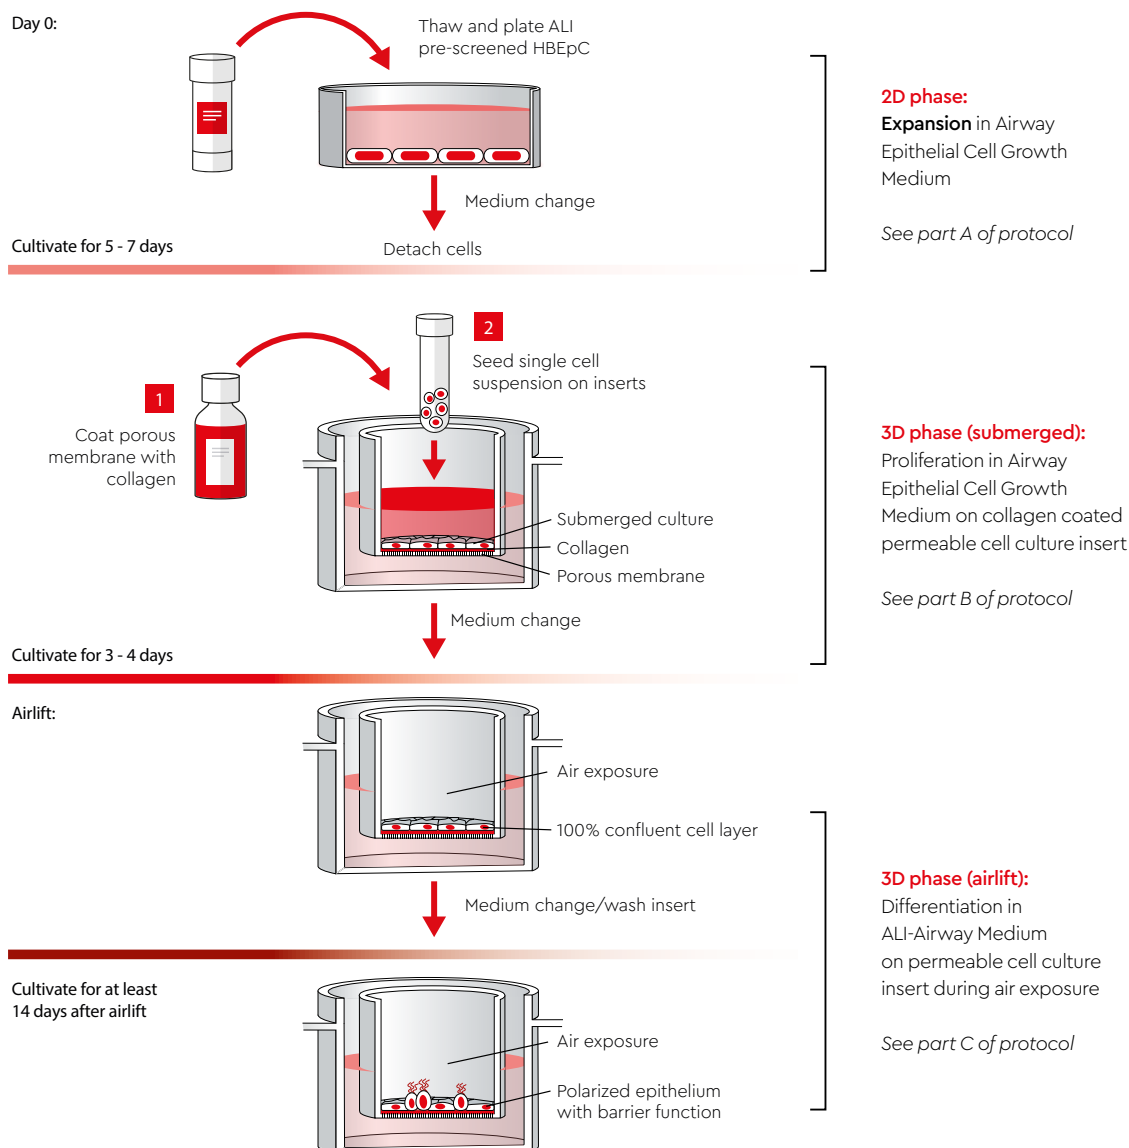 Day 0:
Thaw and plate ALI
pre-screened HBEpC
Medium change
Cultivate for 5 - 7 days
Detach cells
2D phase:
Expansion in Airway
Epithelial Cell Growth
Medium
See part A of protocol
1
Coat porous
membrane with
collagen
2
Seed single cell
suspension on inserts
Submerged culture
Collagen
Porous membrane
Medium change
Cultivate for 3 - 4 days
3D phase (submerged):
Proliferation in Airway
Epithelial Cell Growth
Medium on collagen coated
permeable cell culture insert
See part B of protocol
Airlift:
Air exposure
100% confluent cell layer
Medium change/wash insert
Cultivate for at least
14 days after airlift
Air exposure
Polarized epithelium
with barrier function
3D phase (airlift):
Differentiation in
ALI-Airway Medium
on permeable cell culture
insert during air exposure
See part C of protocol